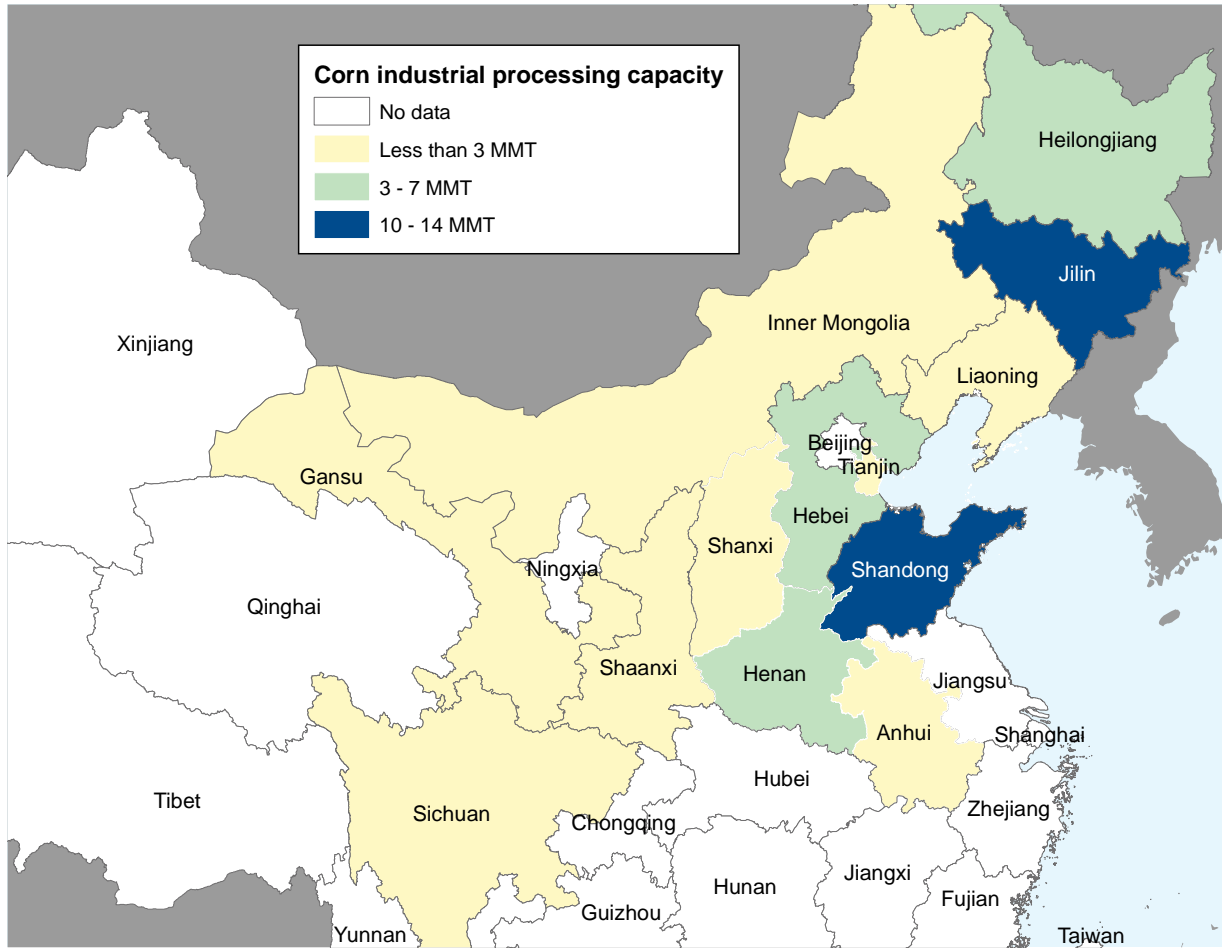 Corn industrial processing capacity
No data
Less than 3 MMT
3 - 7 MMT
10 - 14 MMT
Heilongjiang
Jilin
Inner Mongolia
Xinjiang
Liaoning
Beijing
Tianjin
Gansu
Hebei
Shanxi
Shandong
Ningxia
Qinghai
Shaanxi
Henan
Jiangsu
Anhui
Shanghai
Hubei
Tibet
Zhejiang
Sichuan
Chongqing
Jiangxi
Hunan
Fujian
Guizhou
Yunnan
Taiwan